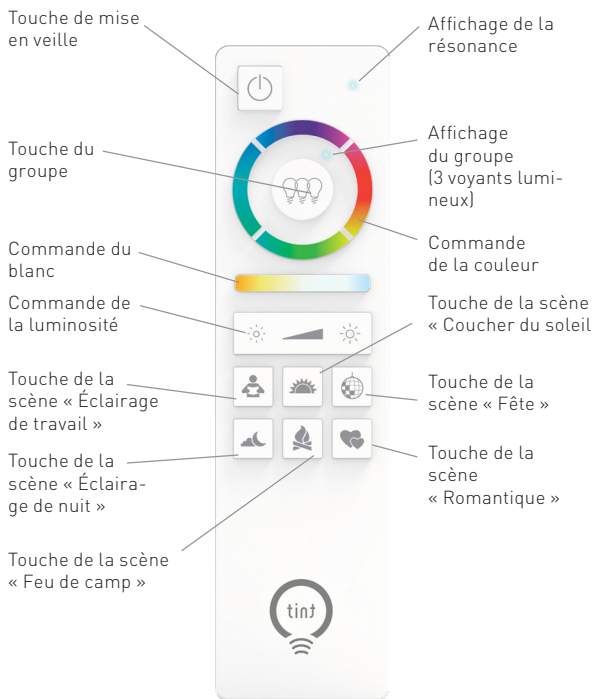 Touche de mise
en veille
Affichage de la
résonance
Touche du
groupe
Affichage
du groupe
(3 voyants lumi-
neux)
Commande du
blanc
Commande
de la couleur
Commande de
la luminosité
Touche de la scène
« Coucher du soleil
Touche de la
scène « Éclairage
de travail »
Touche de la
scène « Fête »
Touche de la
scène « Éclaira-
ge de nuit »
Touche de la
scène
« Romantique »
Touche de la scène
« Feu de camp »
tint